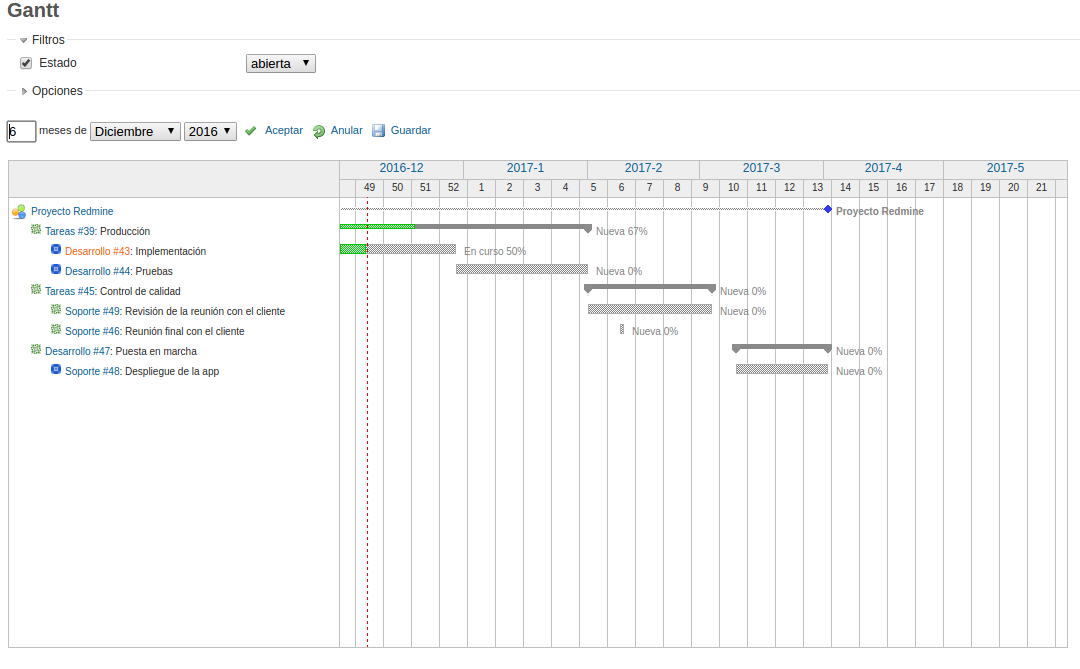 Gantt
Filtros
Estado abierta
Opciones
6 meses de Diciembre 2016 Aceptar Anular Guardar
2016-12 2017-1 2017-2 2017-3 2017-4 2017-5
49 50 51 52 1 2 3 4 5 6 7 8 9 10 11 12 13 14 15 16 17 18 19 20 21
Proyecto Redmine Proyecto Redmine
Tareas #39: Producción Nueva 67%
Desarrollo #43: Implementación En curso 50%
Desarrollo #44: Pruebas Nueva 0%
Tareas #45: Control de calidad Nueva 0%
Soporte #49: Revisión de la reunión con el cliente Nueva 0%
Soporte #46: Reunión final con el cliente Nueva 0%
Desarrollo #47: Puesta en marcha Nueva 0%
Soporte #48: Despliegue de la app Nueva 0%